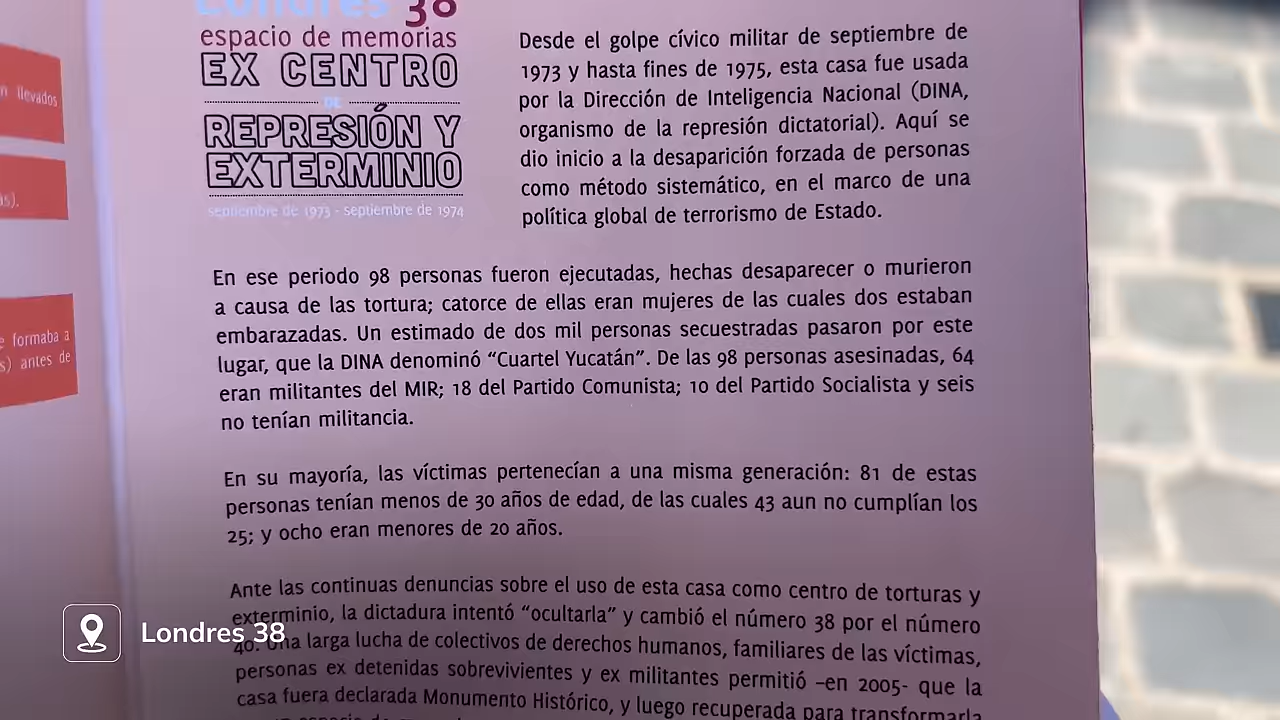 Londres 38
espacio de memorias
EX CENTRO
DE
REPRESIÓN Y
EXTERMINIO
septiembre de 1973 - septiembre de 1974
Desde el golpe cívico militar de septiembre de
1973 y hasta fines de 1975, esta casa fue usada
por la Dirección de Inteligencia Nacional (DINA,
organismo de la represión dictatorial). Aquí se
dio inicio a la desaparición forzada de personas
como método sistemático, en el marco de una
política global de terrorismo de Estado.
En ese periodo 98 personas fueron ejecutadas, hechas desaparecer o murieron
a causa de las tortura; catorce de ellas eran mujeres de las cuales dos estaban
embarazadas. Un estimado de dos mil personas secuestradas pasaron por este
lugar, que la DINA denominó “Cuartel Yucatán”. De las 98 personas asesinadas, 64
eran militantes del MIR; 18 del Partido Comunista; 10 del Partido Socialista y seis
no tenían militancia.
En su mayoría, las víctimas pertenecían a una misma generación: 81 de estas
personas tenían menos de 30 años de edad, de las cuales 43 aun no cumplían los
25; y ocho eran menores de 20 años.
Ante las continuas denuncias sobre el uso de esta casa como centro de torturas y
exterminio, la dictadura intentó “ocultarla” y cambió el número 38 por el número
40. Una larga lucha de colectivos de derechos humanos, familiares de las víctimas,
personas ex detenidas sobrevivientes y ex militantes permitió –en 2005- que la
casa fuera declarada Monumento Histórico, y luego recuperada para transformarla
llevados
formaba a
antes de
Londres 38